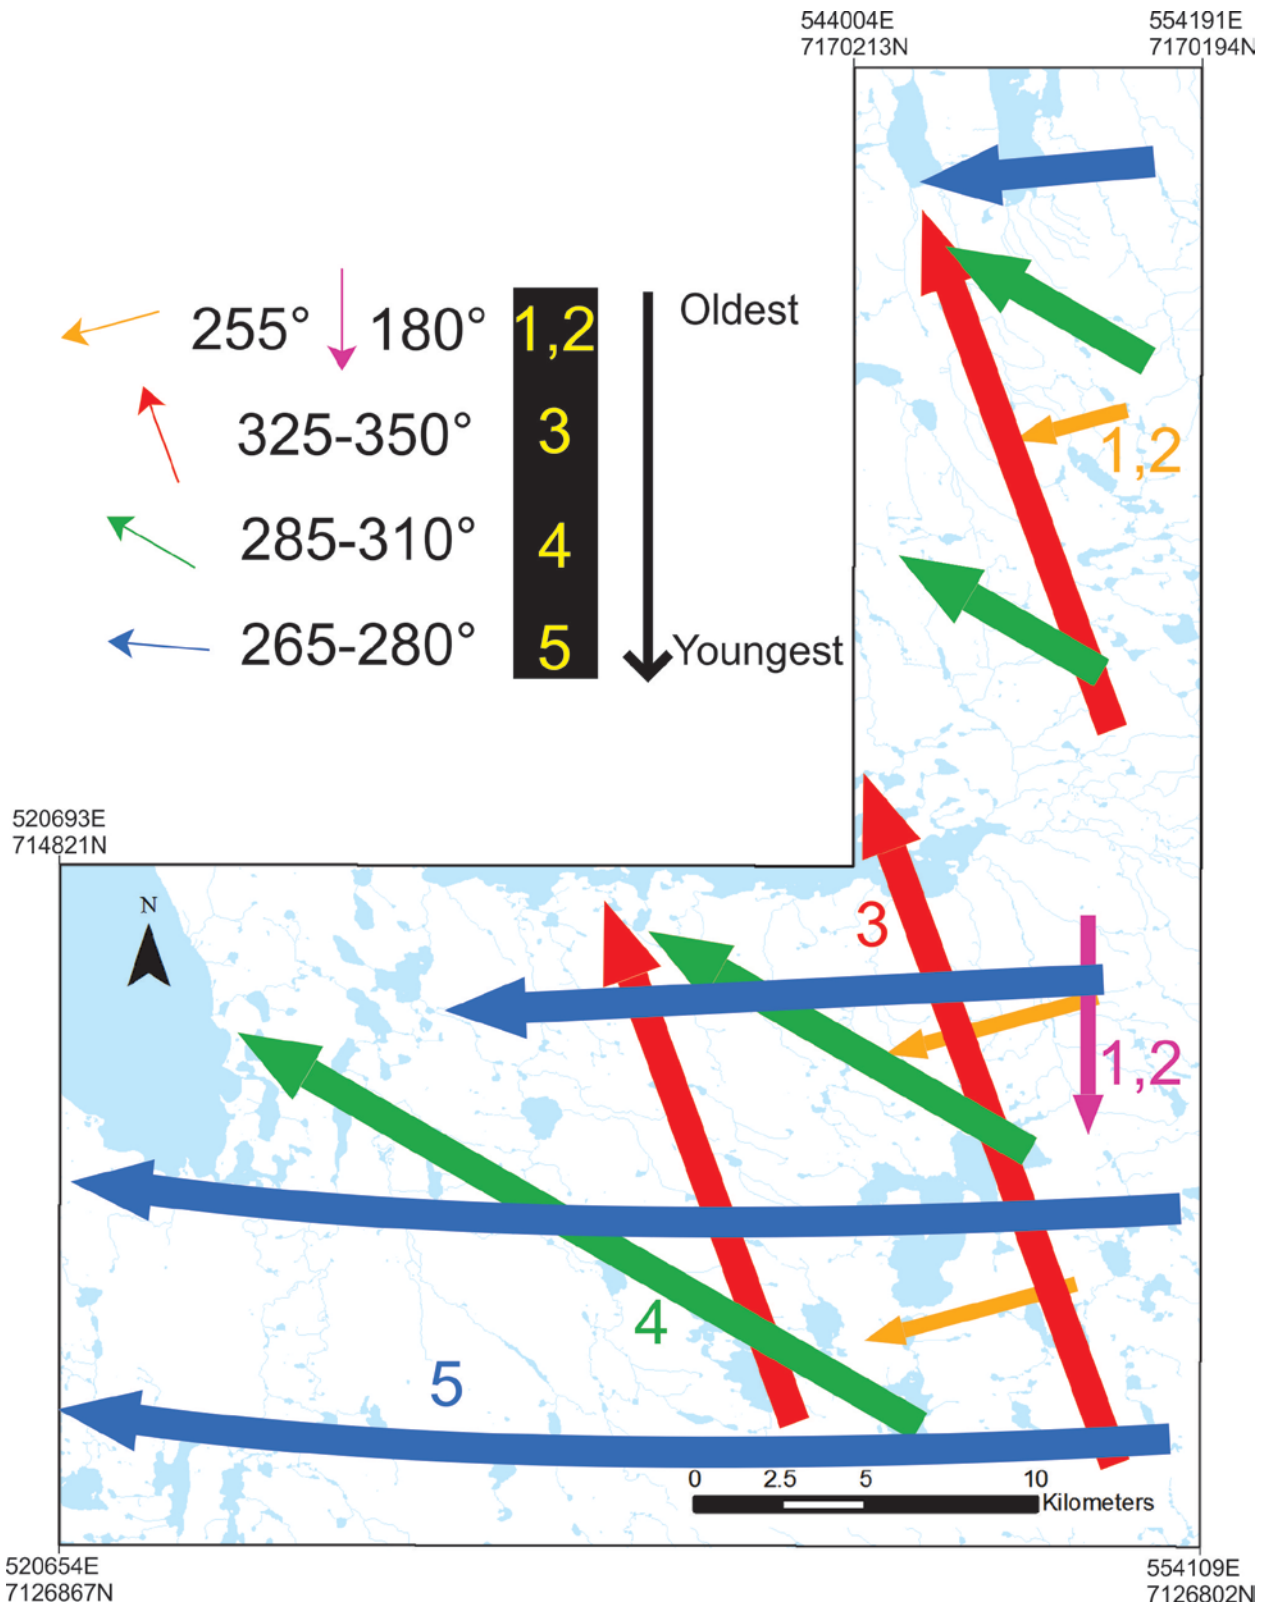 544004E
7170213N
554191E
7170194N
255° 180° 1,2
Oldest
325-350° 3
285-310° 4
265-280° 5
Youngest
1,2
520693E
714821N
N
3
1,2
4
5
0 2.5 5 10
Kilometers
520654E
7126867N
554109E
7126802N